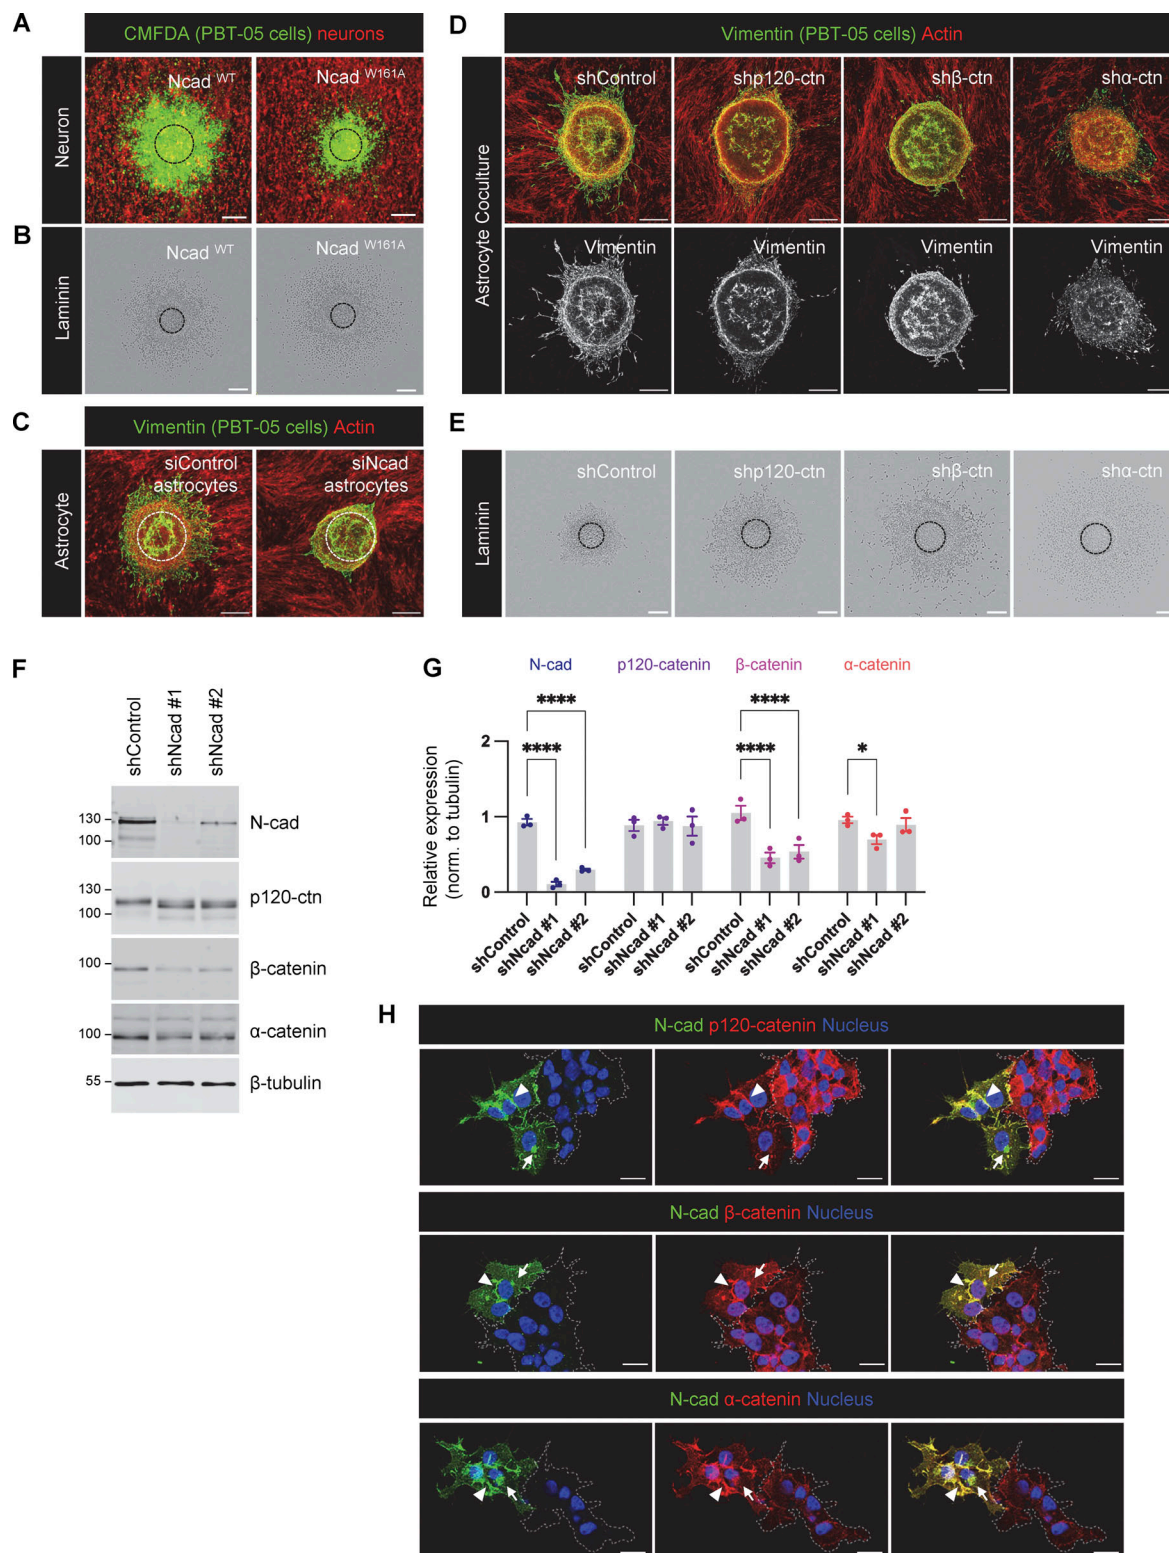 A
CMFDA (PBT-05 cells) neurons
Neuron
Ncad WT
Ncad W161A
B
Laminin
Ncad WT
Ncad W161A
C
Vimentin (PBT-05 cells) Actin
Astrocyte
siControl
astrocytes
siNcad
astrocytes
D
Vimentin (PBT-05 cells) Actin
Astrocyte Coculture
shControl
shp120-ctn
shβ-ctn
shα-ctn
Vimentin
Vimentin
Vimentin
Vimentin
E
Laminin
shControl
shp120-ctn
shβ-ctn
shα-ctn
F
shControl
shNcad #1
shNcad #2
130
100
N-cad
130
100
p120-ctn
100
β-catenin
100
α-catenin
55
β-tubulin
G
N-cad
p120-catenin
β-catenin
α-catenin
Relative expression
(norm. to tubulin)
2
1
0
****
****
****
****
*
shControl
shNcad #1
shNcad #2
shControl
shNcad #1
shNcad #2
shControl
shNcad #1
shNcad #2
shControl
shNcad #1
shNcad #2
H
N-cad p120-catenin Nucleus
N-cad β-catenin Nucleus
N-cad α-catenin Nucleus